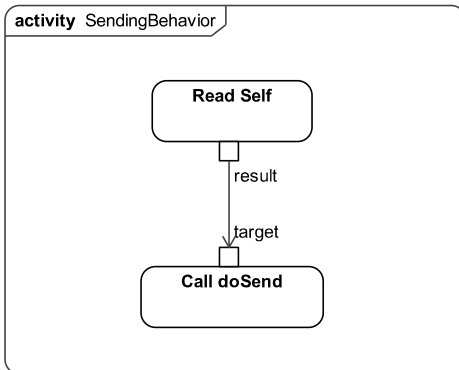 activity SendingBehavior
Read Self
result
target
Call doSend